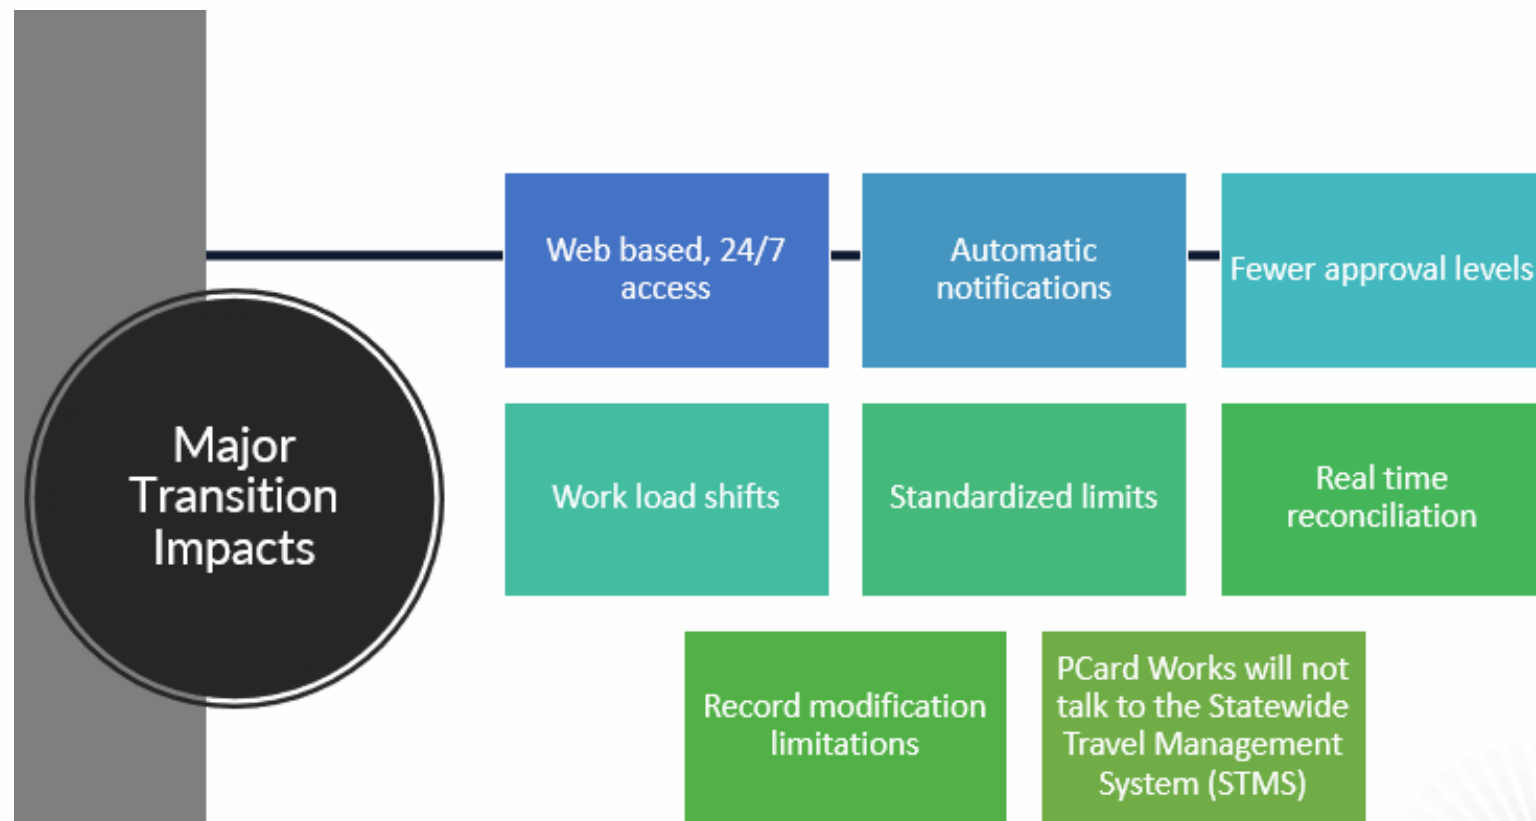 Major
Transition
Impacts
Web based, 24/7
access
Automatic
notifications
Fewer approval levels
Work load shifts
Standardized limits
Real time
reconciliation
Record modification
limitations
PCard Works will not
talk to the Statewide
Travel Management
System (STMS)